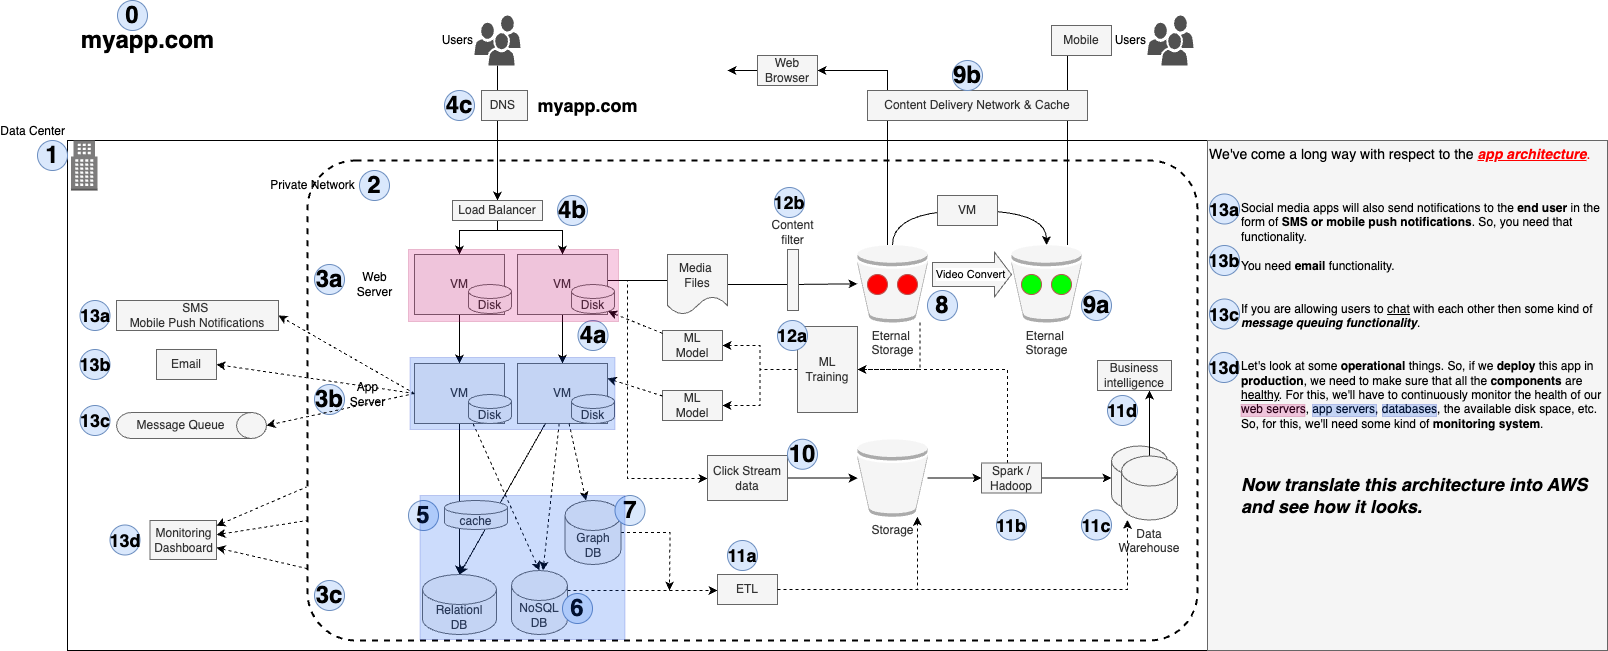 0
myapp.com
Users
Mobile
Users
Web
Browser
9b
4c
DNS
myapp.com
Content Delivery Network & Cache
Data Center
1
We've come a long way with respect to the app architecture.
Private Network
2
Load Balancer
4b
12b
Content
filter
VM
13a
Social media apps will also send notifications to the end user in the
form of SMS or mobile push notifications. So, you need that
functionality.
13b
You need email functionality.
3a
Web
Server
VM
Disk
VM
Disk
Media
Files
Video Convert
8
9a
Eternal
Storage
Eternal
Storage
13a
SMS
Mobile Push Notifications
13c
If you are allowing users to chat with each other then some kind of
message queuing functionality.
4a
ML
Model
12a
ML
Training
13b
Email
13d
Let's look at some operational things. So, if we deploy this app in
production, we need to make sure that all the components are
healthy. For this, we'll have to continuously monitor the health of our
web servers, app servers, databases, the available disk space, etc.
So, for this, we'll need some kind of monitoring system.
3b
App
Server
VM
Disk
VM
Disk
ML
Model
Business
intelligence
11d
13c
Message Queue
Click Stream
data
10
Spark /
Hadoop
Now translate this architecture into AWS
and see how it looks.
5
cache
7
Graph
DB
Storage
11b
11c
Data
Warehouse
13d
Monitoring
Dashboard
11a
ETL
3c
Relationl
DB
NoSQL
DB
6